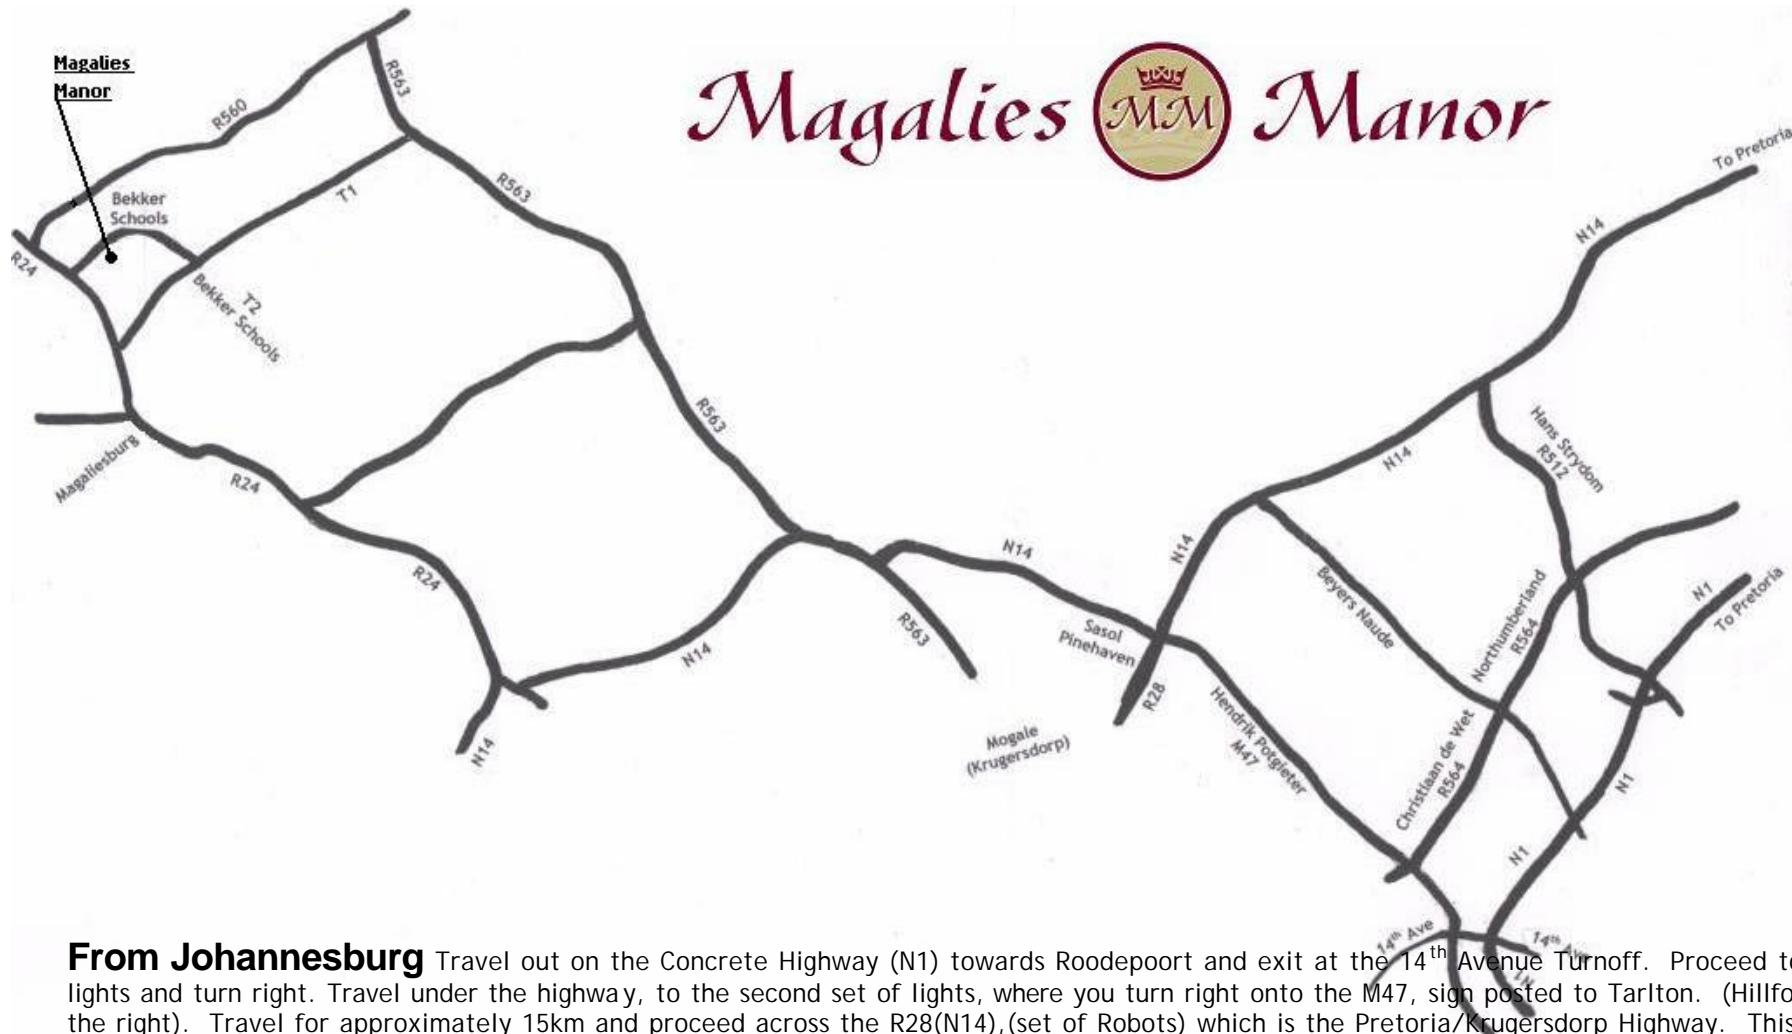 Magalies
Manor
Magalies MM Manor
R563
R560
To Pretoria
Bekker
Schools
T1
R563
N14
R24
T2
Bekker Schools
R563
Hans Strydom
R512
N14
Magaliesburg
R24
N14
N14
R24
Beyers Naude
Northumberland
R564
N1
To Pretoria
R563
Sasol
Pinehaven
N14
R28
Hendrik Potgieter
M47
Mogale
(Krugersdorp)
N14
Christiaan de Wet
R564
N1
N1
14th Ave
14th Ave
N1
From Johannesburg Travel out on the Concrete Highway (N1) towards Roodepoort and exit at the 14th Avenue Turnoff. Proceed to
lights and turn right. Travel under the highway, to the second set of lights, where you turn right onto the M47, sign posted to Tarlton. (Hillfo
the right). Travel for approximately 15km and proceed across the R28(N14),(set of Robots) which is the Pretoria/Krugersdorp Highway. This